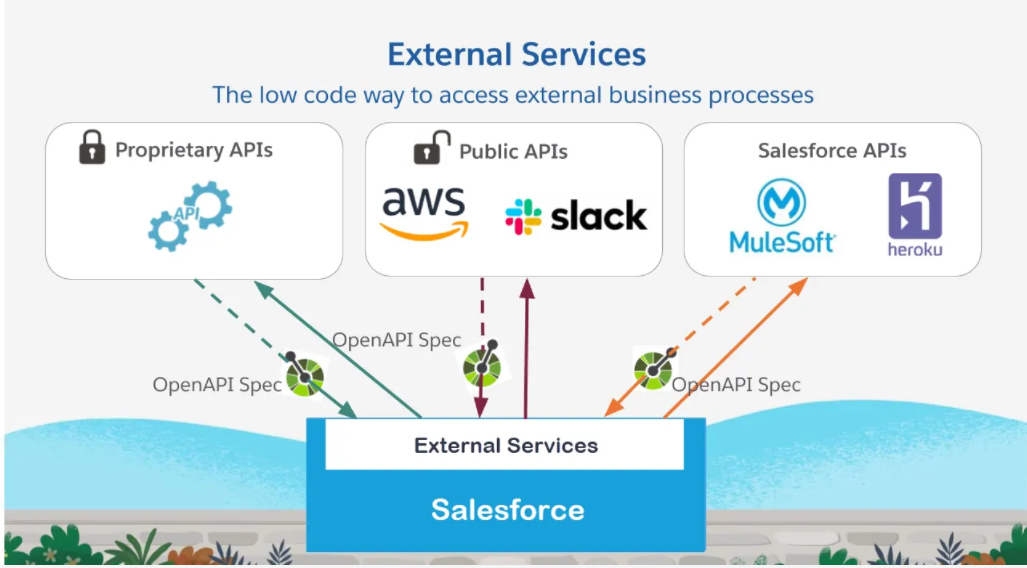 External Services
The low code way to access external business processes
Proprietary APIs
API
Public APIs
aws
slack
Salesforce APIs
MuleSoft
heroku
OpenAPI Spec
OpenAPI Spec
OpenAPI Spec
External Services
Salesforce